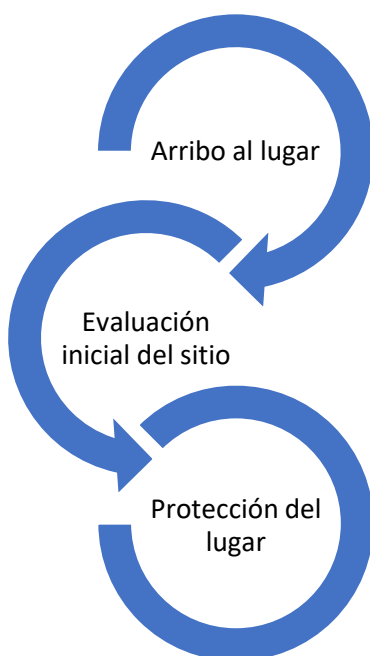 Arribo al lugar
Evaluación
inicial del sitio
Protección del
lugar